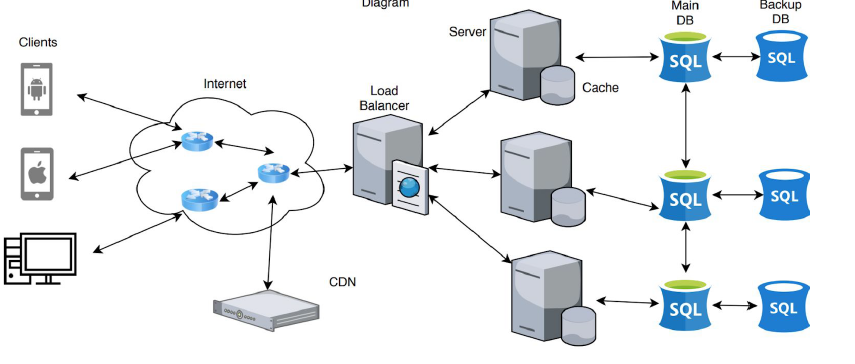 Diagram
Clients
Internet
Load
Balancer
Server
Cache
CDN
Main
DB
Backup
DB
SQL
SQL
SQL
SQL
SQL
SQL